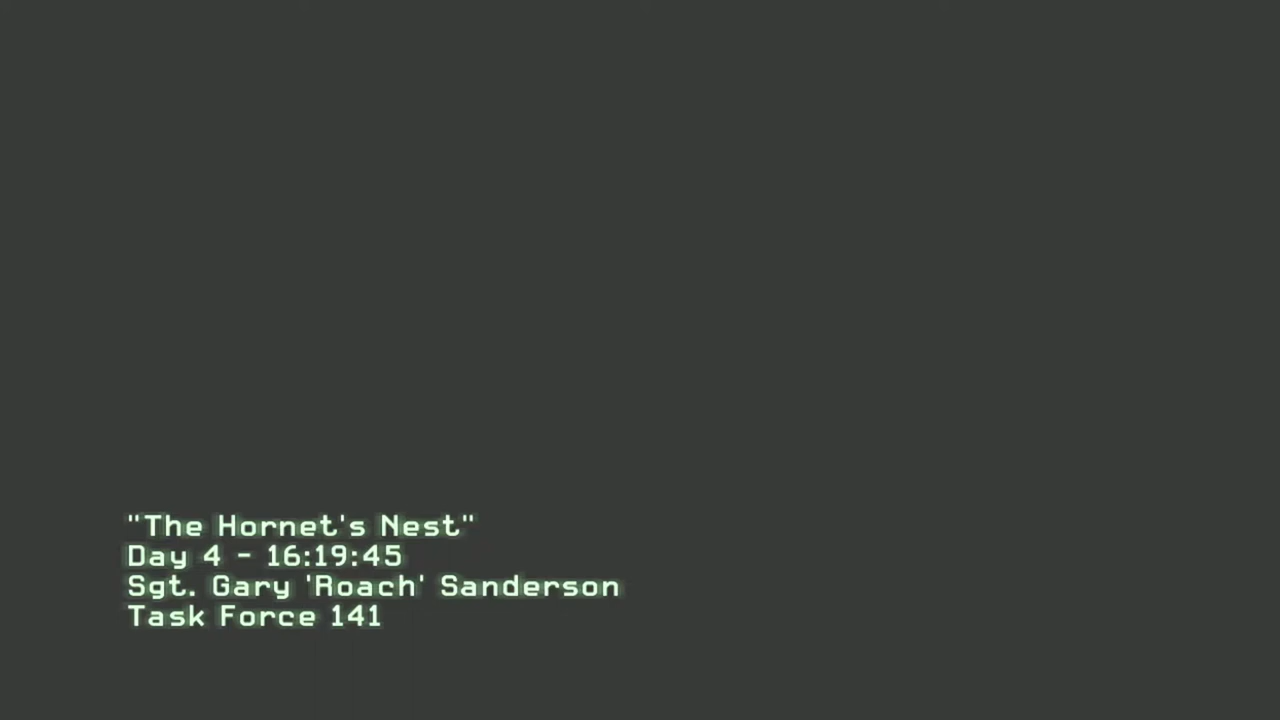 "The Hornet's Nest"
Day 4 - 16:19:45
Sgt. Gary 'Roach' Sanderson
Task Force 141